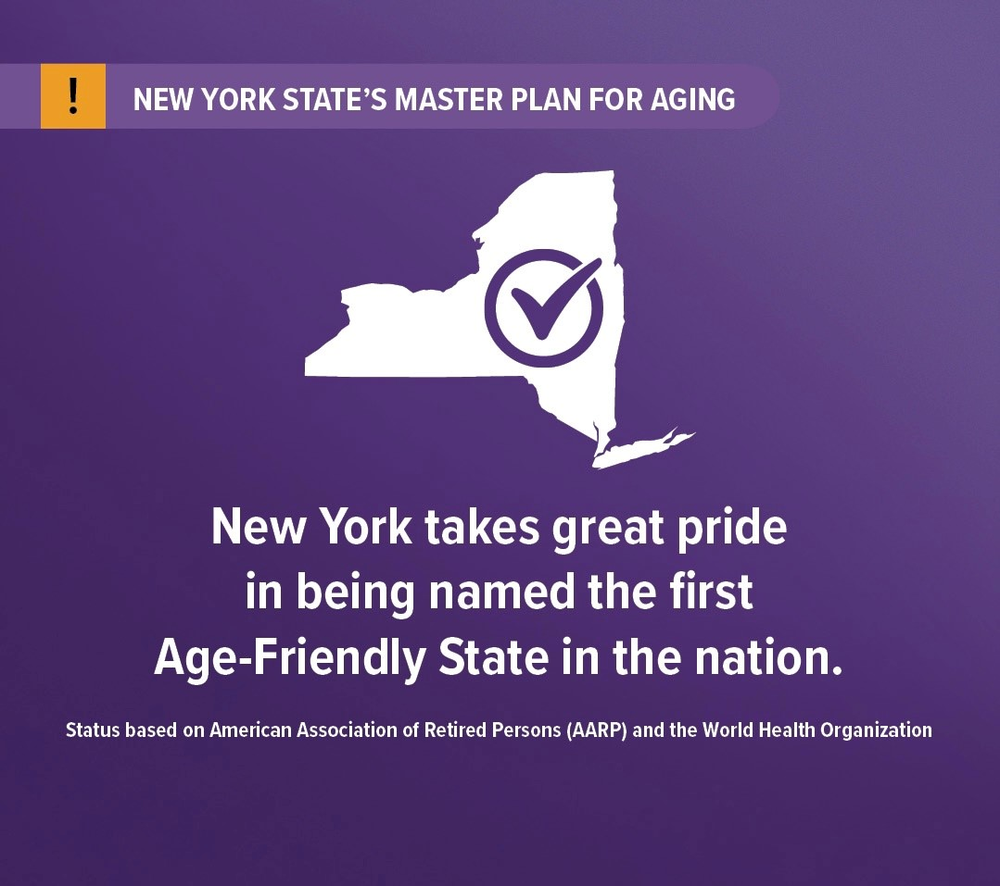 !
NEW YORK STATE’S MASTER PLAN FOR AGING
New York takes great pride
in being named the first
Age-Friendly State in the nation.
Status based on American Association of Retired Persons (AARP) and the World Health Organization